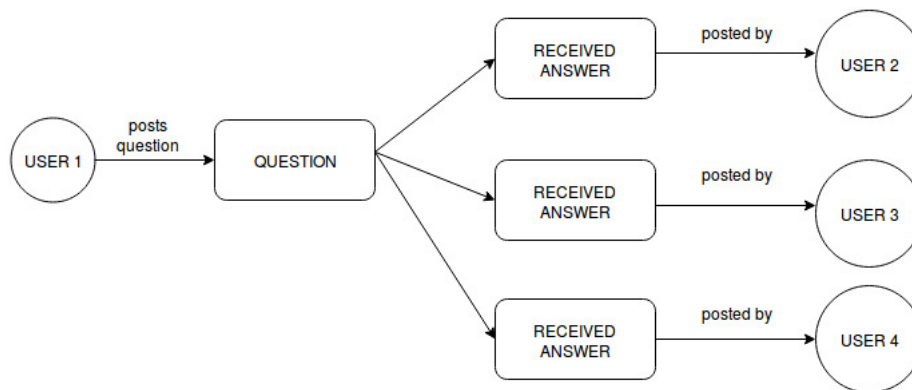 USER 1
posts
question
QUESTION
RECEIVED
ANSWER
posted by
USER 2
RECEIVED
ANSWER
posted by
USER 3
RECEIVED
ANSWER
posted by
USER 4